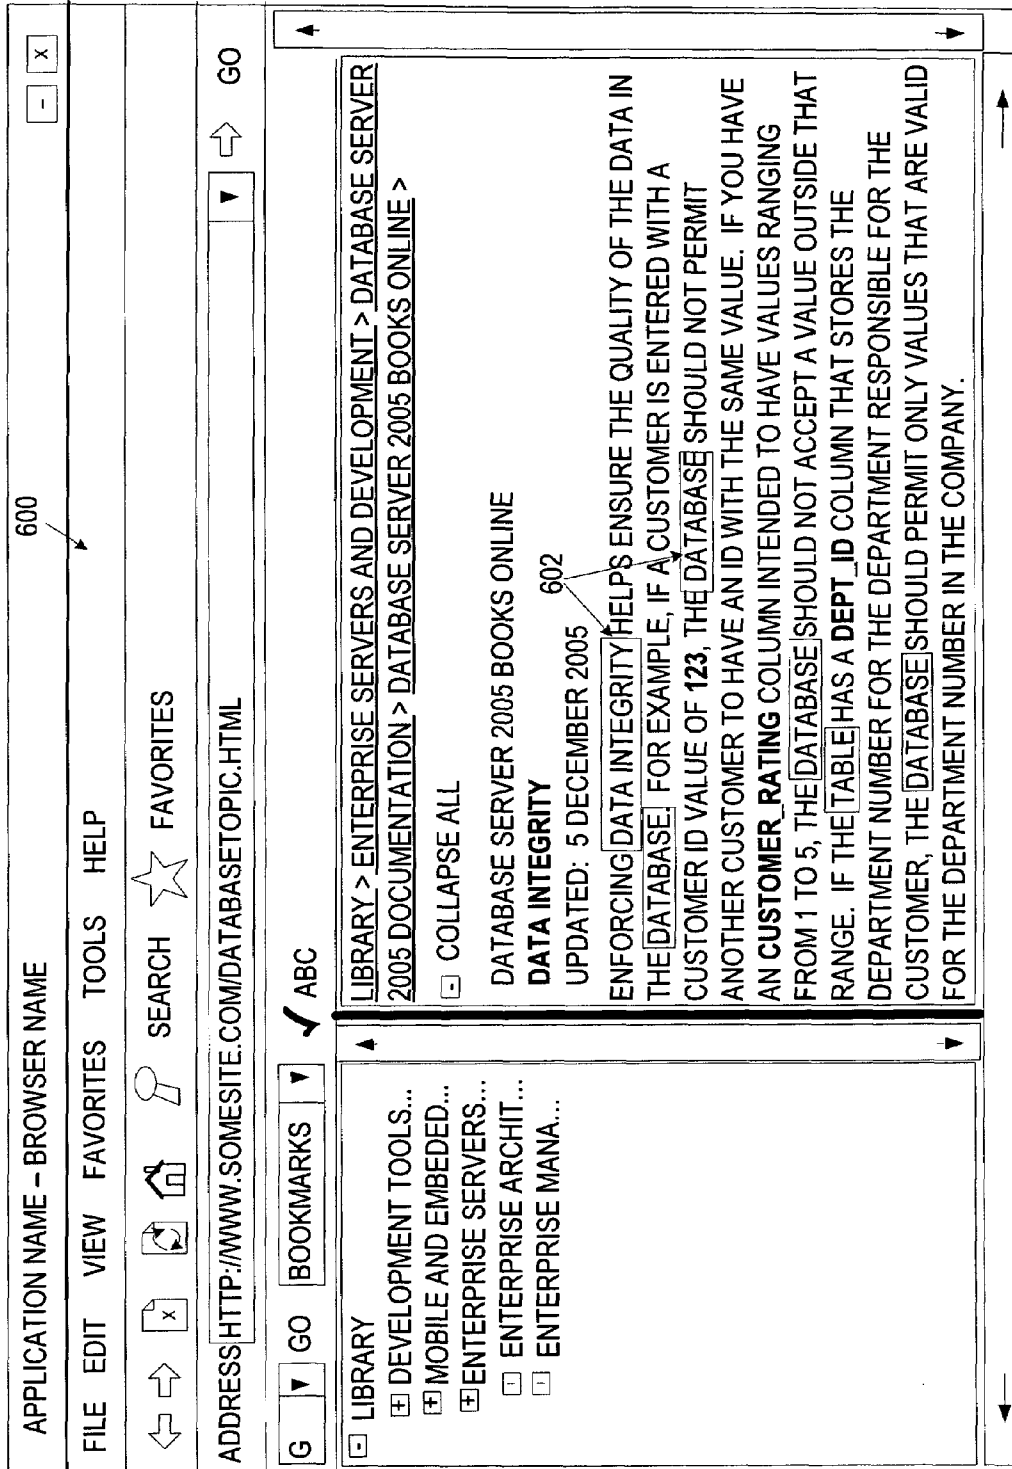 600
APPLICATION NAME – BROWSER NAME
- x
FILE EDIT VIEW FAVORITES TOOLS HELP
x SEARCH FAVORITES
ADDRESS HTTP://WWW.SOMESITE.COM/DATABASETOPIC.HTML GO
G GO BOOKMARKS ABC
LIBRARY
DEVELOPMENT TOOLS...
MOBILE AND EMBEDED...
ENTERPRISE SERVERS...
ENTERPRISE ARCHIT...
ENTERPRISE MANA...
LIBRARY > ENTERPRISE SERVERS AND DEVELOPMENT > DATABASE SERVER
2005 DOCUMENTATION > DATABASE SERVER 2005 BOOKS ONLINE >
COLLAPSE ALL
DATABASE SERVER 2005 BOOKS ONLINE
DATA INTEGRITY
UPDATED: 5 DECEMBER 2005
602
ENFORCING DATA INTEGRITY HELPS ENSURE THE QUALITY OF THE DATA IN
THE DATABASE. FOR EXAMPLE, IF A CUSTOMER IS ENTERED WITH A
CUSTOMER ID VALUE OF 123, THE DATABASE SHOULD NOT PERMIT
ANOTHER CUSTOMER TO HAVE AN ID WITH THE SAME VALUE. IF YOU HAVE
AN CUSTOMER_RATING COLUMN INTENDED TO HAVE VALUES RANGING
FROM 1 TO 5, THE DATABASE SHOULD NOT ACCEPT A VALUE OUTSIDE THAT
RANGE. IF THE TABLE HAS A DEPT_ID COLUMN THAT STORES THE
DEPARTMENT NUMBER FOR THE DEPARTMENT RESPONSIBLE FOR THE
CUSTOMER, THE DATABASE SHOULD PERMIT ONLY VALUES THAT ARE VALID
FOR THE DEPARTMENT NUMBER IN THE COMPANY.